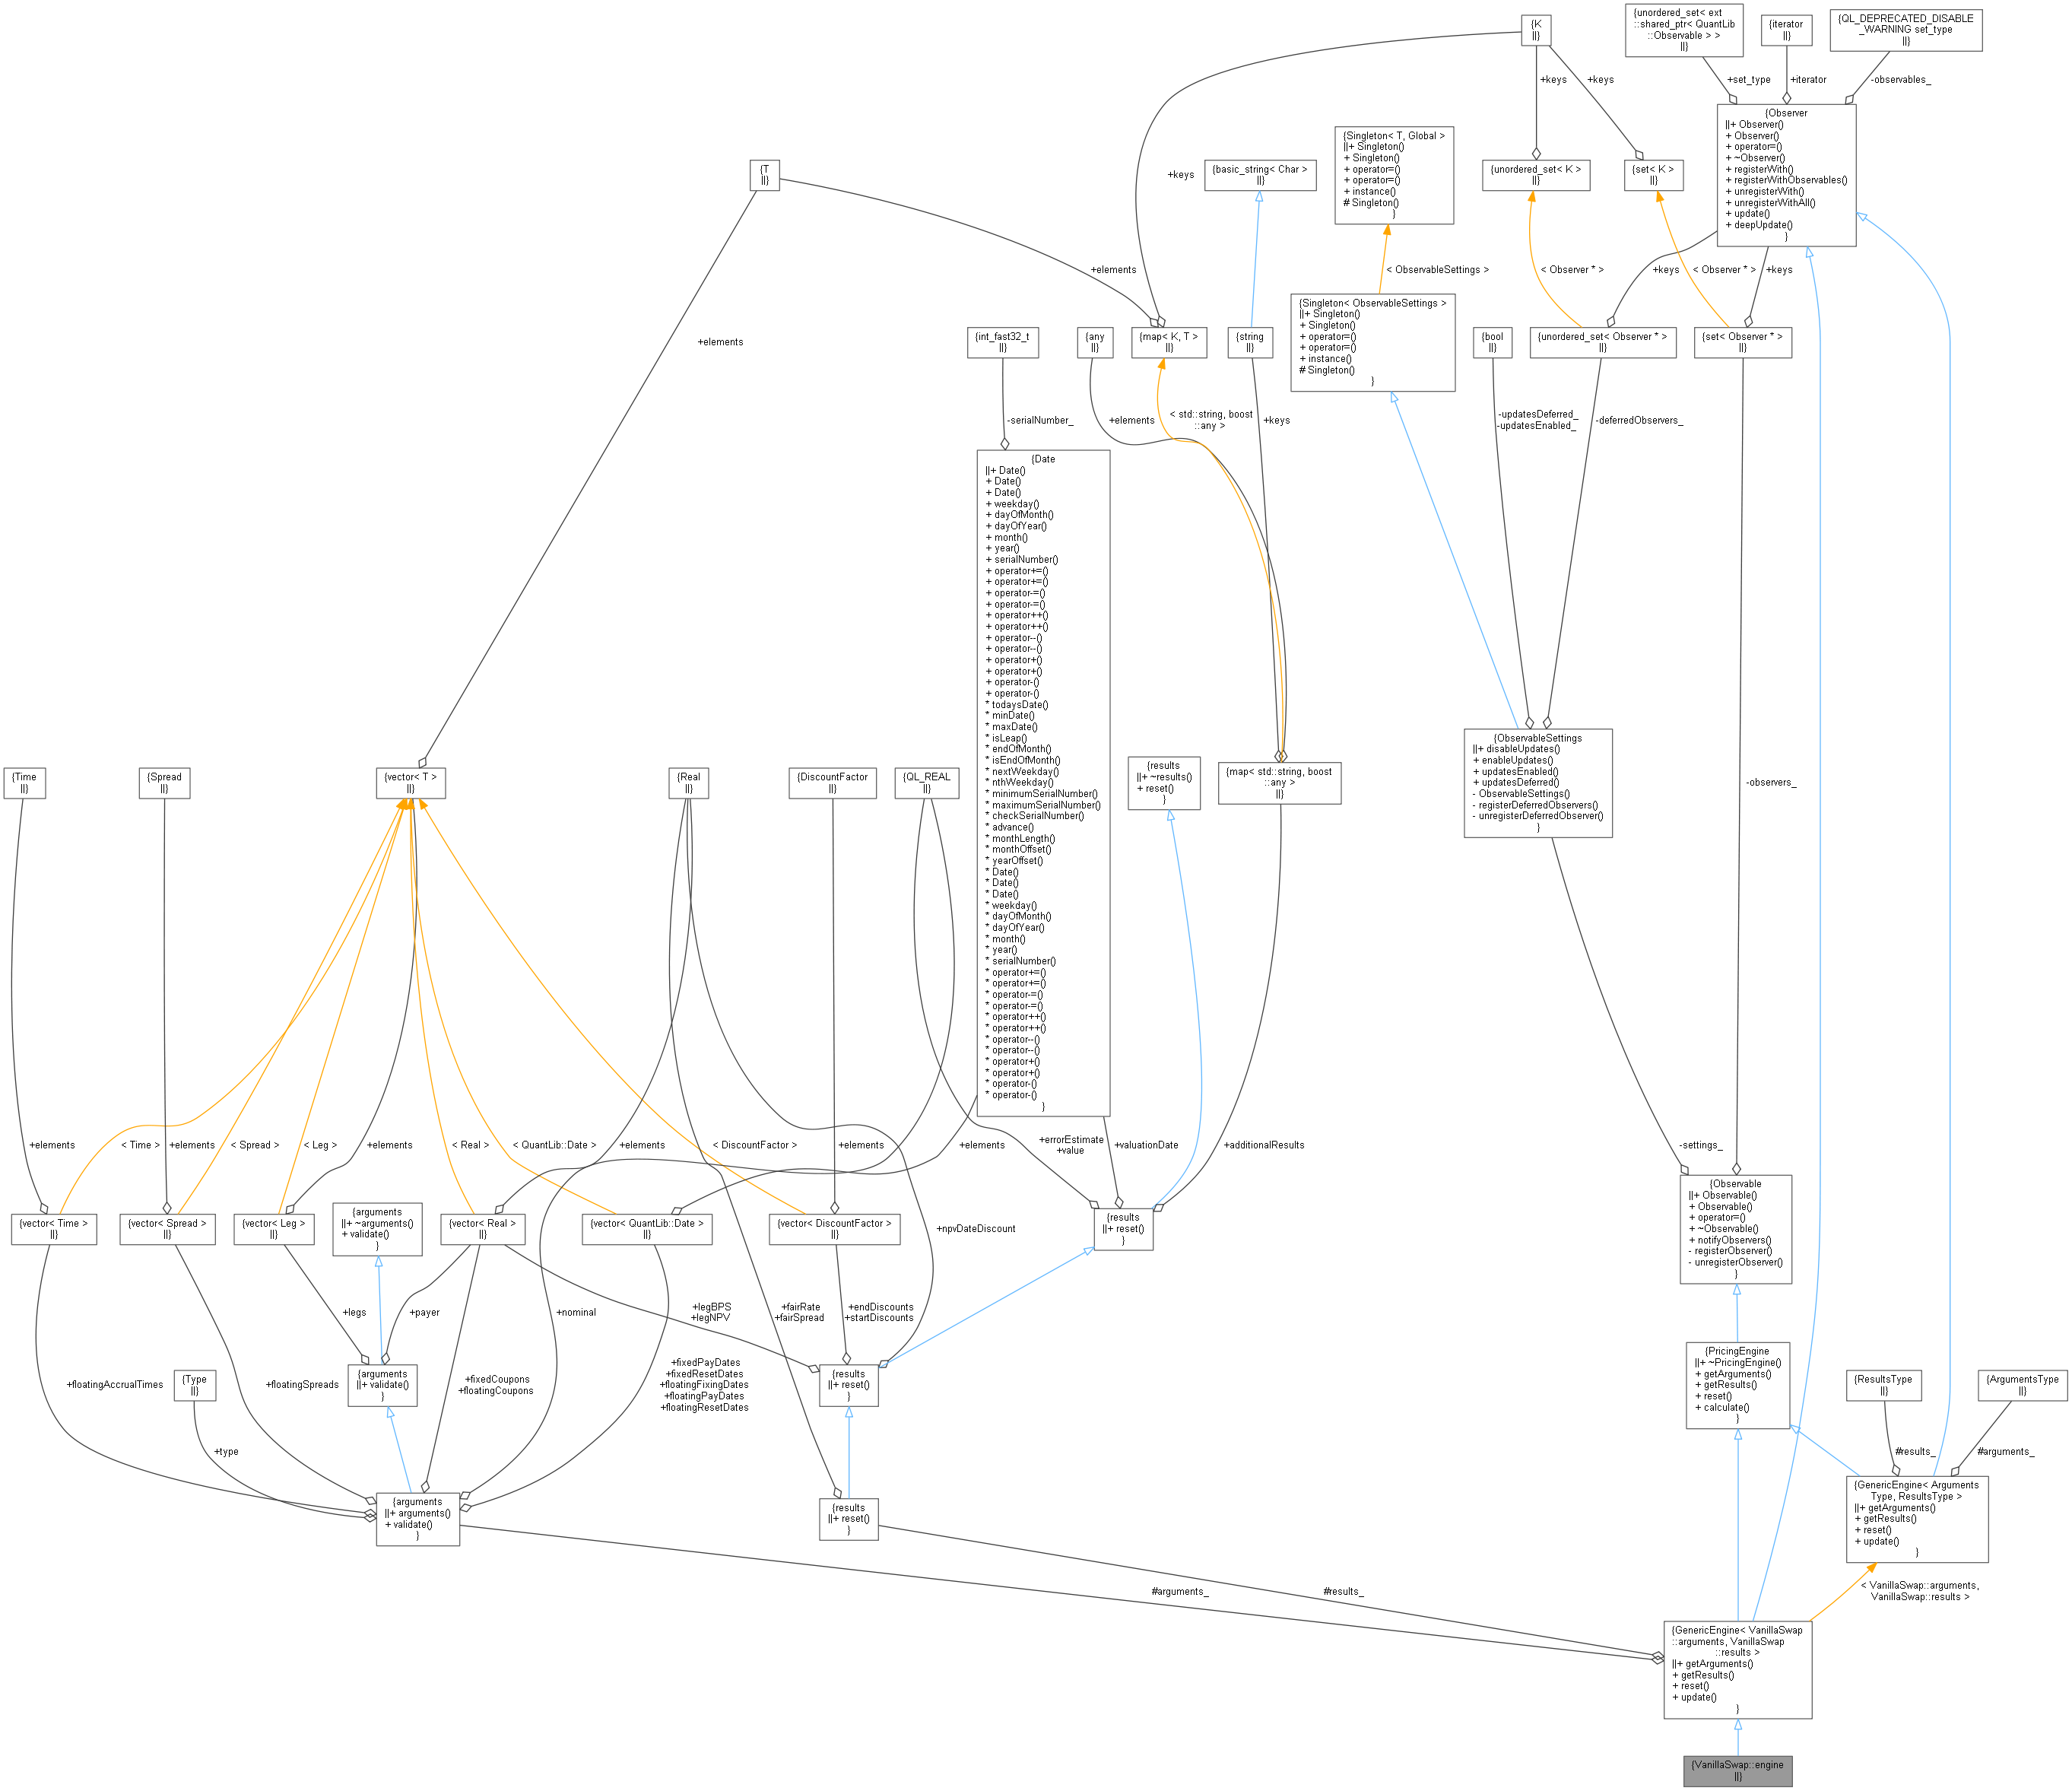 {K
||}
{unordered_set< ext
::shared_ptr< QuantLib
::Observable > >
||}
{iterator
||}
{QL_DEPRECATED_DISABLE
_WARNING set_type
||}
+keys
+keys
+set_type
+iterator
-observables_
{Observer
||+ Observer()
+ Observer()
+ operator=()
+ ~Observer()
+ registerWith()
+ registerWithObservables()
+ unregisterWith()
+ unregisterWithAll()
+ update()
+ deepUpdate()
}
{Singleton< T, Global >
||+ Singleton()
+ Singleton()
+ operator=()
+ operator=()
+ instance()
# Singleton()
}
{T
||}
+keys
{basic_string< Char >
||}
{unordered_set< K >
||}
{set< K >
||}
+elements
< ObservableSettings >
< Observer * >
+keys
< Observer * >
+keys
{Singleton< ObservableSettings >
||+ Singleton()
+ Singleton()
+ operator=()
+ operator=()
+ instance()
# Singleton()
}
+elements
{int_fast32_t
||}
{any
||}
{map< K, T >
||}
{string
||}
{bool
||}
{unordered_set< Observer * >
||}
{set< Observer * >
||}
-serialNumber_
+elements
< std::string, boost
::any >
+keys
-updatesDeferred_
-updatesEnabled_
-deferredObservers_
{Date
||+ Date()
+ Date()
+ Date()
+ weekday()
+ dayOfMonth()
+ dayOfYear()
+ month()
+ year()
+ serialNumber()
+ operator+=()
+ operator+=()
+ operator-=()
+ operator-=()
+ operator++()
+ operator++()
+ operator--()
+ operator--()
+ operator+()
+ operator+()
+ operator-()
+ operator-()
* todaysDate()
* minDate()
* maxDate()
* isLeap()
* endOfMonth()
* isEndOfMonth()
* nextWeekday()
* nthWeekday()
* minimumSerialNumber()
* maximumSerialNumber()
* checkSerialNumber()
* advance()
* monthLength()
* monthOffset()
* yearOffset()
* Date()
* Date()
* Date()
* weekday()
* dayOfMonth()
* dayOfYear()
* month()
* year()
* serialNumber()
* operator+=()
* operator+=()
* operator-=()
* operator-=()
* operator++()
* operator++()
* operator--()
* operator--()
* operator+()
* operator+()
* operator-()
* operator-()
}
{Time
||}
{Spread
||}
{vector< T >
||}
{Real
||}
{DiscountFactor
||}
{QL_REAL
||}
{results
||+ ~results()
+ reset()
}
{map< std::string, boost
::any >
||}
{ObservableSettings
||+ disableUpdates()
+ enableUpdates()
+ updatesEnabled()
+ updatesDeferred()
- ObservableSettings()
- registerDeferredObservers()
- unregisterDeferredObserver()
}
-observers_
+elements
< Time >
+elements
< Spread >
< Leg >
+elements
< Real >
< QuantLib::Date >
+elements
< DiscountFactor >
+elements
+elements
+errorEstimate
+value
+valuationDate
+additionalResults
-settings_
{vector< Time >
||}
{vector< Spread >
||}
{vector< Leg >
||}
{arguments
||+ ~arguments()
+ validate()
}
{vector< Real >
||}
{vector< QuantLib::Date >
||}
{vector< DiscountFactor >
||}
+npvDateDiscount
{results
||+ reset()
}
{Observable
||+ Observable()
+ Observable()
+ operator=()
+ ~Observable()
+ notifyObservers()
- registerObserver()
- unregisterObserver()
}
+legs
+payer
+nominal
+legBPS
+legNPV
+fairRate
+fairSpread
+endDiscounts
+startDiscounts
+floatingAccrualTimes
{Type
||}
+floatingSpreads
{arguments
||+ validate()
}
+fixedCoupons
+floatingCoupons
+fixedPayDates
+fixedResetDates
+floatingFixingDates
+floatingPayDates
+floatingResetDates
{results
||+ reset()
}
{PricingEngine
||+ ~PricingEngine()
+ getArguments()
+ getResults()
+ reset()
+ calculate()
}
{ResultsType
||}
{ArgumentsType
||}
+type
#results_
#arguments_
{arguments
||+ arguments()
+ validate()
}
{results
||+ reset()
}
{GenericEngine< Arguments
Type, ResultsType >
||+ getArguments()
+ getResults()
+ reset()
+ update()
}
#arguments_
#results_
< VanillaSwap::arguments,
VanillaSwap::results >
{GenericEngine< VanillaSwap
::arguments, VanillaSwap
::results >
||+ getArguments()
+ getResults()
+ reset()
+ update()
}
{VanillaSwap::engine
||}